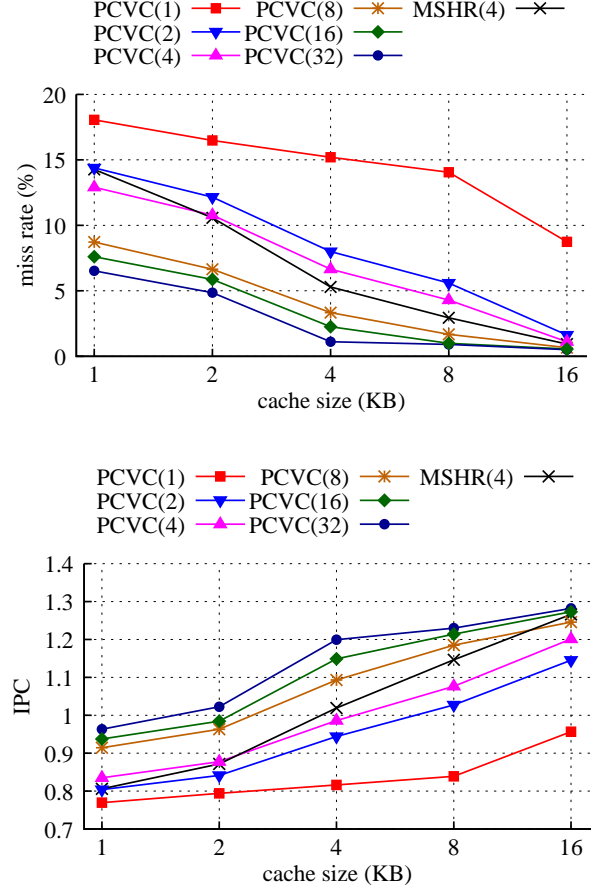 PCVC(1) PCVC(8) MSHR(4)
PCVC(2) PCVC(16)
PCVC(4) PCVC(32)
20
15
10
5
0
miss rate (%)
1 2 4 8 16
cache size (KB)
PCVC(1) PCVC(8) MSHR(4)
PCVC(2) PCVC(16)
PCVC(4) PCVC(32)
1.4
1.3
1.2
1.1
1
0.9
0.8
0.7
IPC
1 2 4 8 16
cache size (KB)